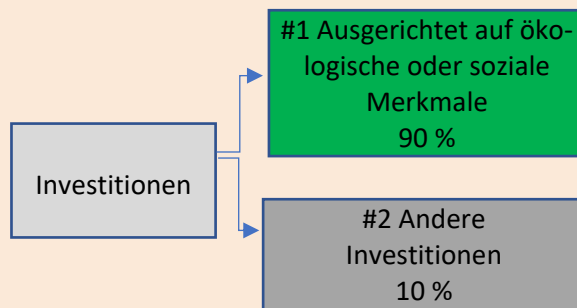 #1 Ausgerichtet auf öko-
logische oder soziale
Merkmale
90 %
Investitionen
#2 Andere
Investitionen
10 %